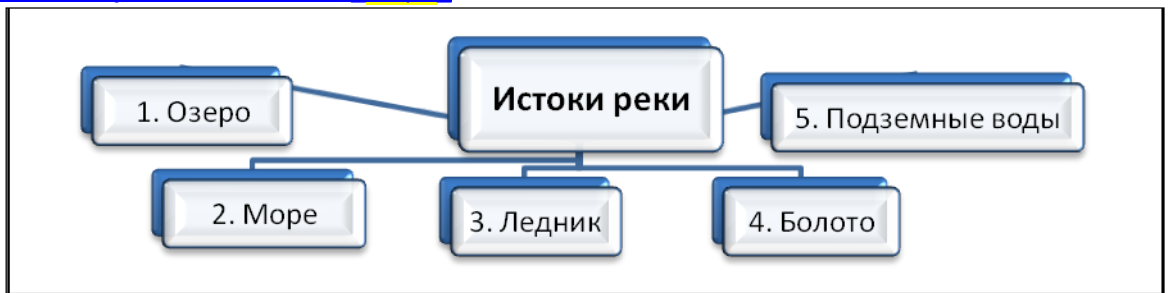 Истоки реки
1. Озеро
5. Подземные воды
2. Море
3. Ледник
4. Болото